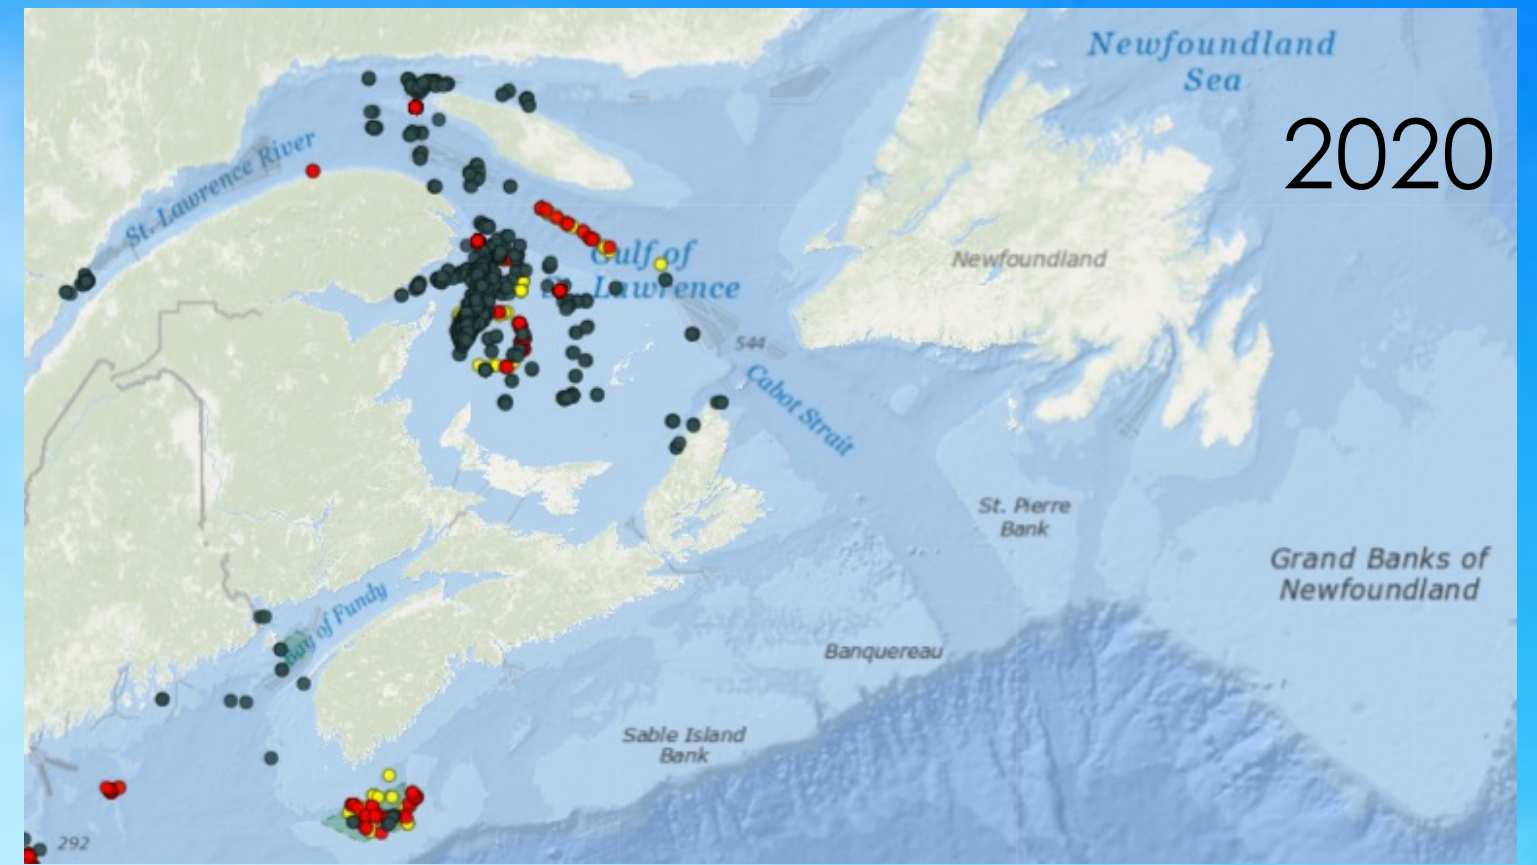 Newfoundland
Sea
2020
St. Lawrence River
Gulf of
St. Lawrence
Newfoundland
544
Cabot Strait
St. Pierre
Bank
Grand Banks of
Newfoundland
Bay of Fundy
Banquereau
Sable Island
Bank
292